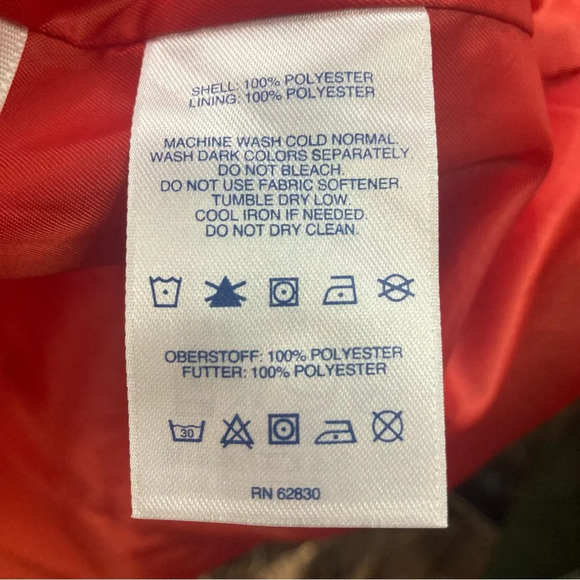 SHELL: 100% POLYESTER
LINING: 100% POLYESTER
MACHINE WASH COLD NORMAL.
WASH DARK COLORS SEPARATELY.
DO NOT BLEACH.
DO NOT USE FABRIC SOFTENER.
TUMBLE DRY LOW.
COOL IRON IF NEEDED.
DO NOT DRY CLEAN.
OBERSTOFF: 100% POLYESTER
FUTTER: 100% POLYESTER
30
RN 62830